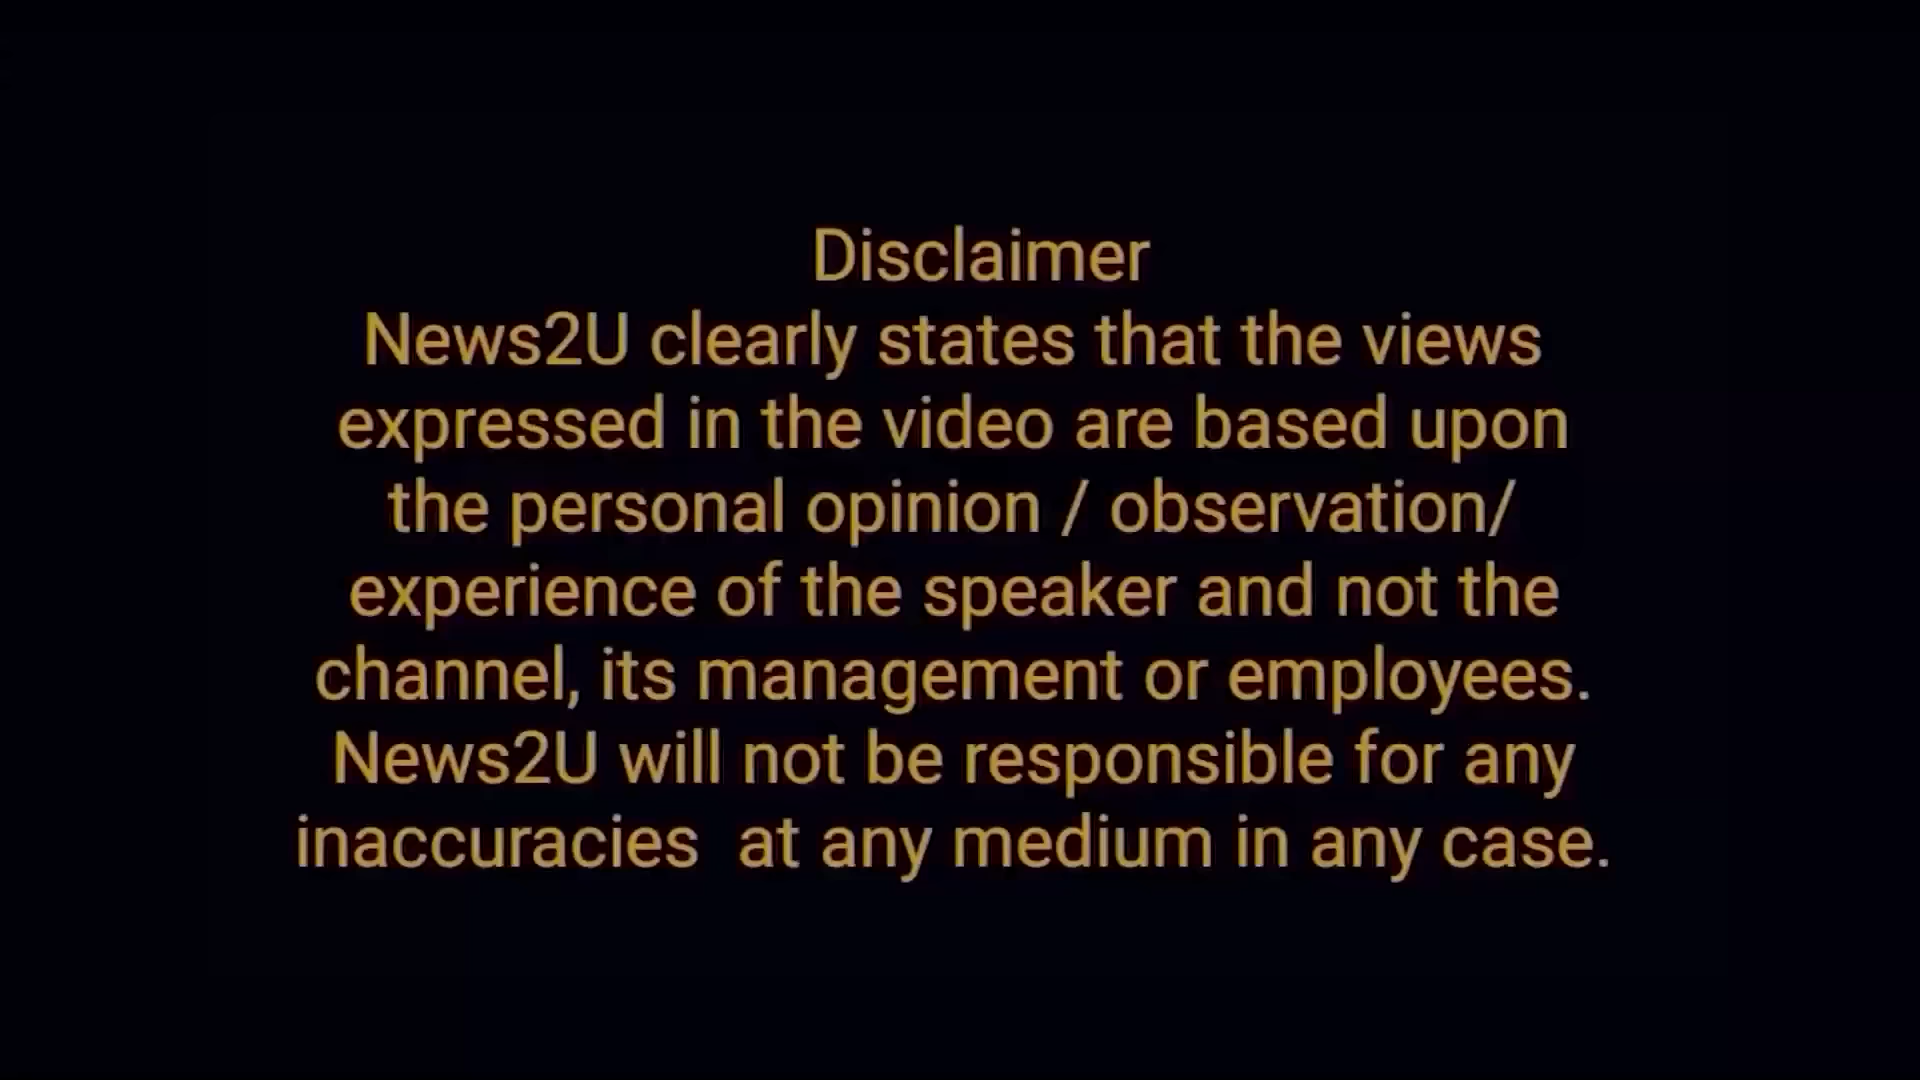 Disclaimer
News2U clearly states that the views
expressed in the video are based upon
the personal opinion / observation/
experience of the speaker and not the
channel, its management or employees.
News2U will not be responsible for any
inaccuracies  at any medium in any case.